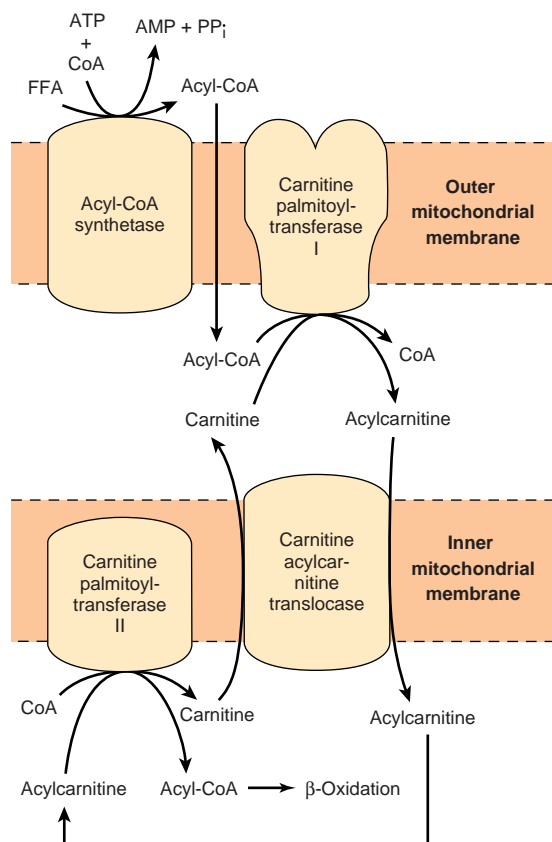 ATP
+
CoA
AMP + PPi
FFA
Acyl-CoA
Acyl-CoA
synthetase
Carnitine
palmitoyl-
transferase
I
Outer
mitochondrial
membrane
Acyl-CoA
CoA
Carnitine
Acylcarnitine
Carnitine
palmitoyl-
transferase
II
Carnitine
acylcar-
nitine
translocase
Inner
mitochondrial
membrane
CoA
Carnitine
Acylcarnitine
Acylcarnitine
Acyl-CoA
β-Oxidation